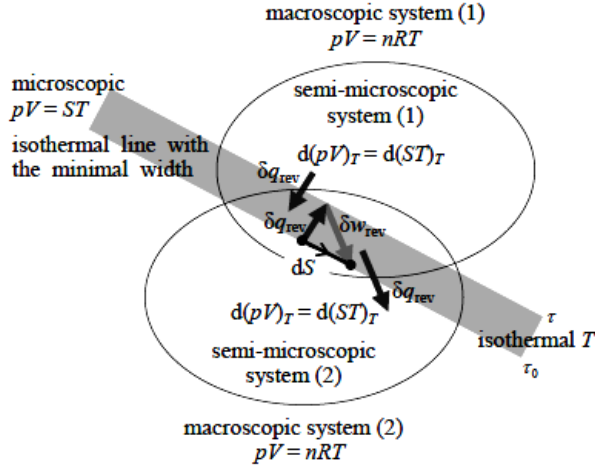 macroscopic system (1)
pV = nRT
microscopic
pV = ST
isothermal line with
the minimal width
semi-microscopic
system (1)
d(pV)T = d(ST)T
δqrev
δqrev
δwrev
dS
δqrev
d(pV)T = d(ST)T
semi-microscopic
system (2)
τ
isothermal T
τ0
macroscopic system (2)
pV = nRT